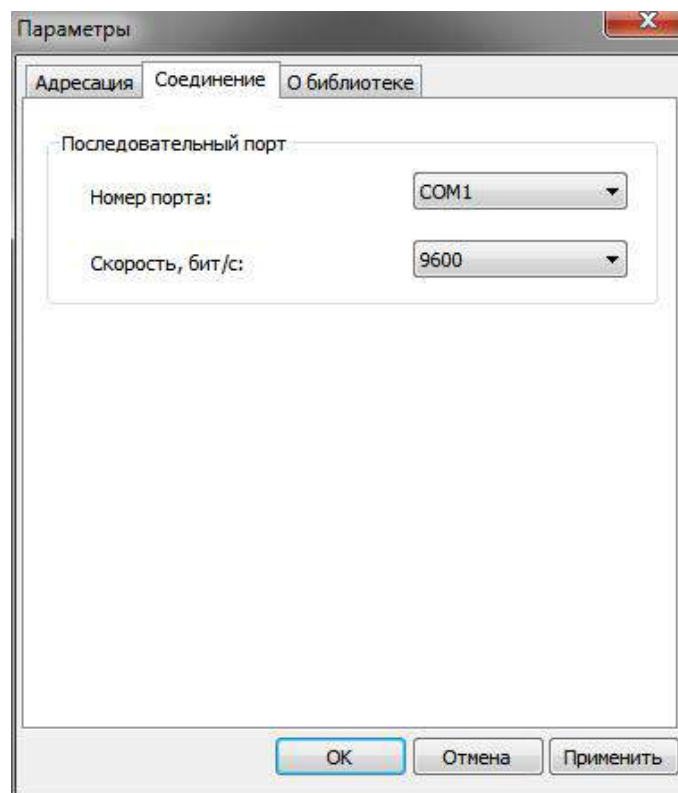 Параметры
Адресация Соединение О библиотеке
Последовательный порт
Номер порта: COM1
Скорость, бит/с: 9600
OK Отмена Применить